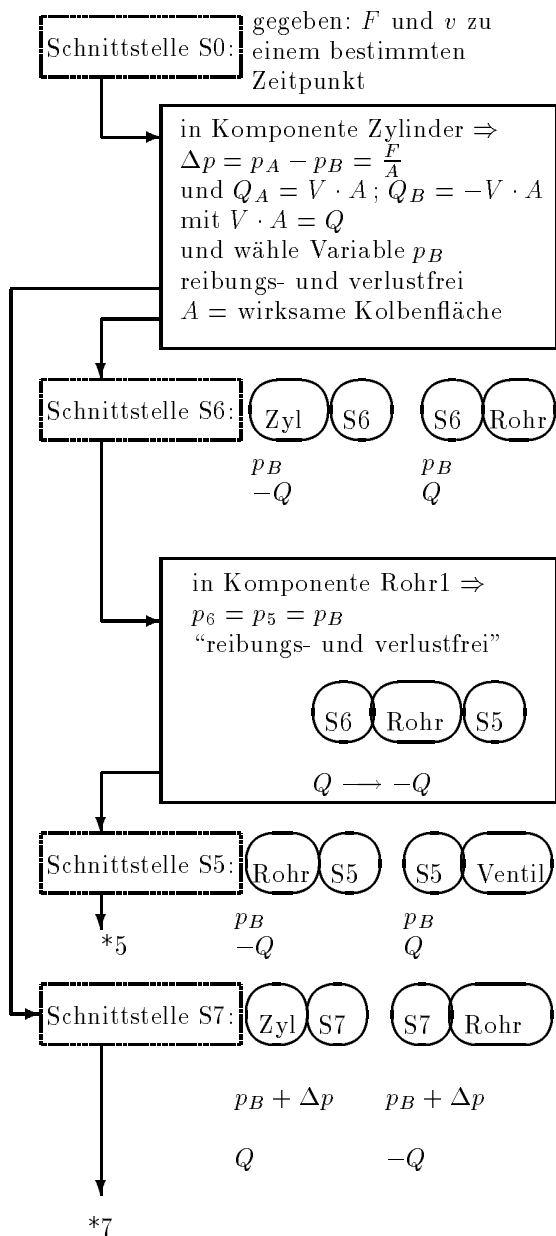 Schnittstelle S0:
gegeben: F und v zu
einem bestimmten
Zeitpunkt
in Komponente Zylinder ⇒
Δp = p_A − p_B = F/A
und Q_A = V · A ; Q_B = −V · A
mit V · A = Q
und wähle Variable p_B
reibungs- und verlustfrei
A = wirksame Kolbenfläche
Schnittstelle S6: Zyl S6 S6 Rohr
p_B p_B
−Q Q
in Komponente Rohr1 ⇒
p_6 = p_5 = p_B
“reibungs- und verlustfrei”
S6 Rohr S5
Q ⟶ −Q
Schnittstelle S5: Rohr S5 S5 Ventil
p_B p_B
−Q Q
*5
Schnittstelle S7: Zyl S7 S7 Rohr
p_B + Δp p_B + Δp
Q −Q
*7